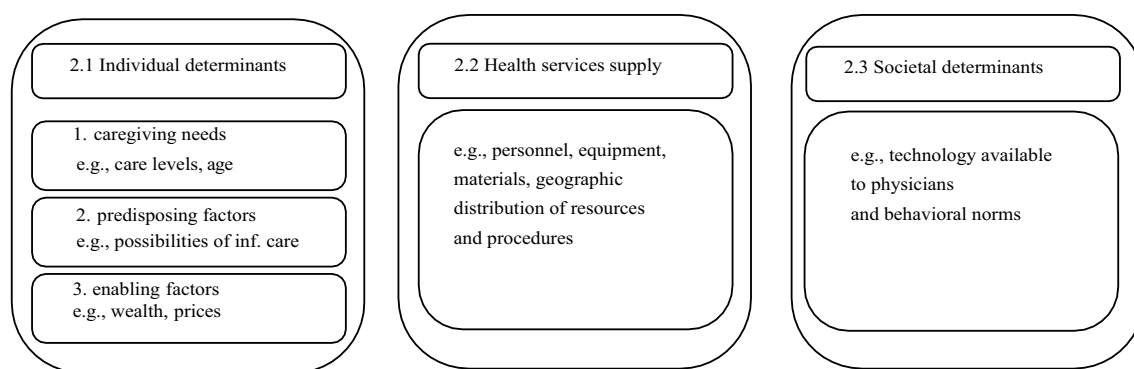 2.1 Individual determinants
1. caregiving needs
e.g., care levels, age
2. predisposing factors
e.g., possibilities of inf. care
3. enabling factors
e.g., wealth, prices
2.2 Health services supply
e.g., personnel, equipment,
materials, geographic
distribution of resources
and procedures
2.3 Societal determinants
e.g., technology available
to physicians
and behavioral norms